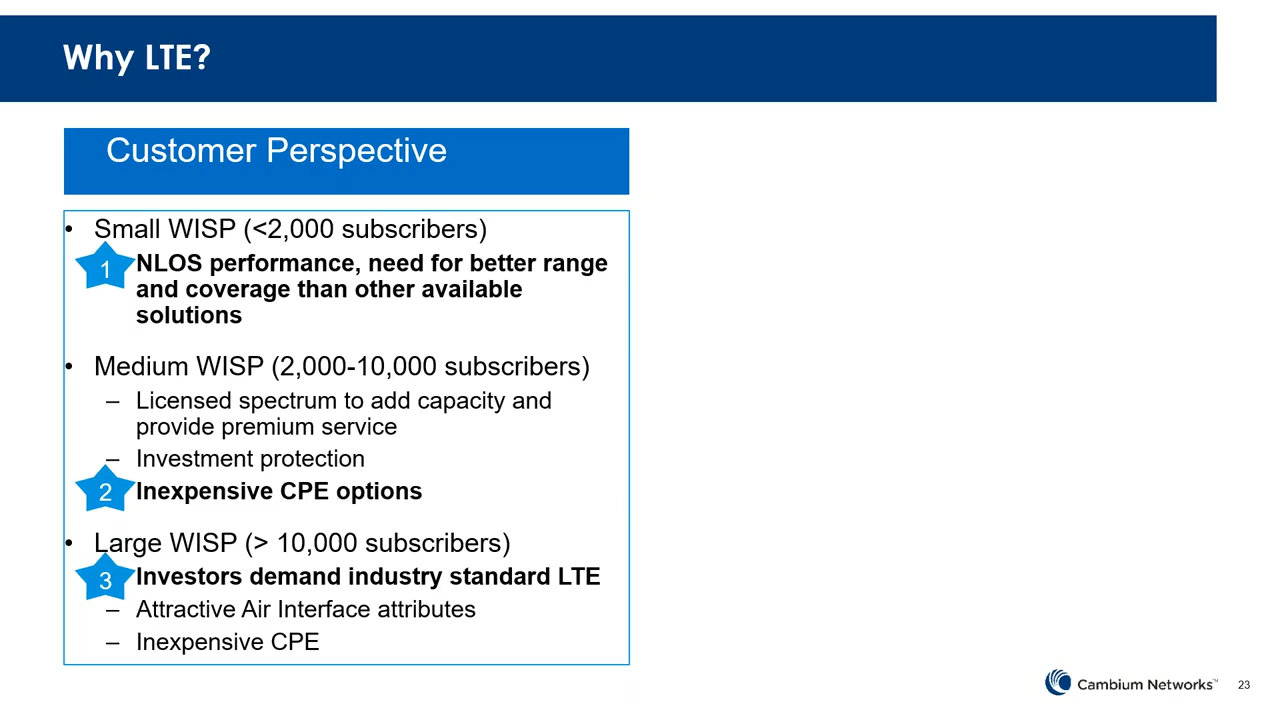 Why LTE?
Customer Perspective
• Small WISP (<2,000 subscribers)
1 NLOS performance, need for better range
and coverage than other available
solutions
• Medium WISP (2,000-10,000 subscribers)
– Licensed spectrum to add capacity and
provide premium service
– Investment protection
2 Inexpensive CPE options
• Large WISP (> 10,000 subscribers)
3 Investors demand industry standard LTE
– Attractive Air Interface attributes
– Inexpensive CPE
Cambium Networks™ 23